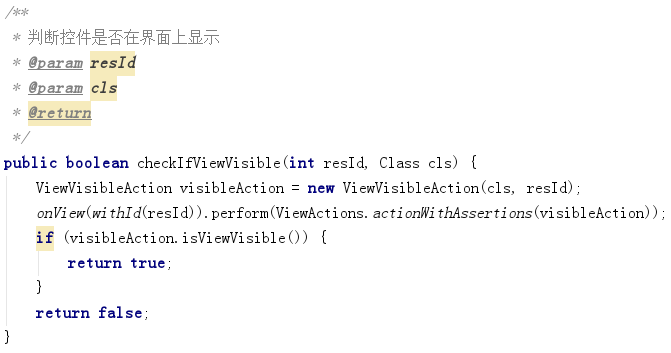 /**
 * 判断控件是否在界面上显示
 * @param resId
 * @param cls
 * @return
 */
public boolean checkIfViewVisible(int resId, Class cls) {
    ViewVisibleAction visibleAction = new ViewVisibleAction(cls, resId);
    onView(withId(resId)).perform(ViewActions.actionWithAssertions(visibleAction));
    if (visibleAction.isViewVisible()) {
        return true;
    }
    return false;
}